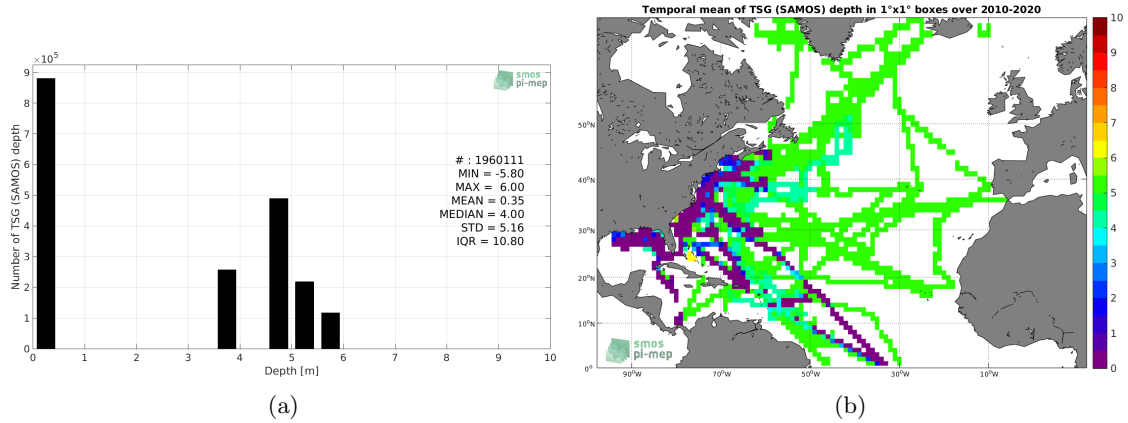 ×10⁵
9
8
7
6
5
4
3
2
1
0
Number of TSG (SAMOS) depth
smos
pi-mep
# : 1960111
MIN = -5.80
MAX = 6.00
MEAN = 0.35
MEDIAN = 4.00
STD = 5.16
IQR = 10.80
0 1 2 3 4 5 6 7 8 9 10
Depth [m]
(a)
Temporal mean of TSG (SAMOS) depth in 1°x1° boxes over 2010-2020
50°N
40°N
30°N
20°N
10°N
0°
90°W 70°W 50°W 30°W 10°W
smos
pi-mep
10
9
8
7
6
5
4
3
2
1
0
(b)